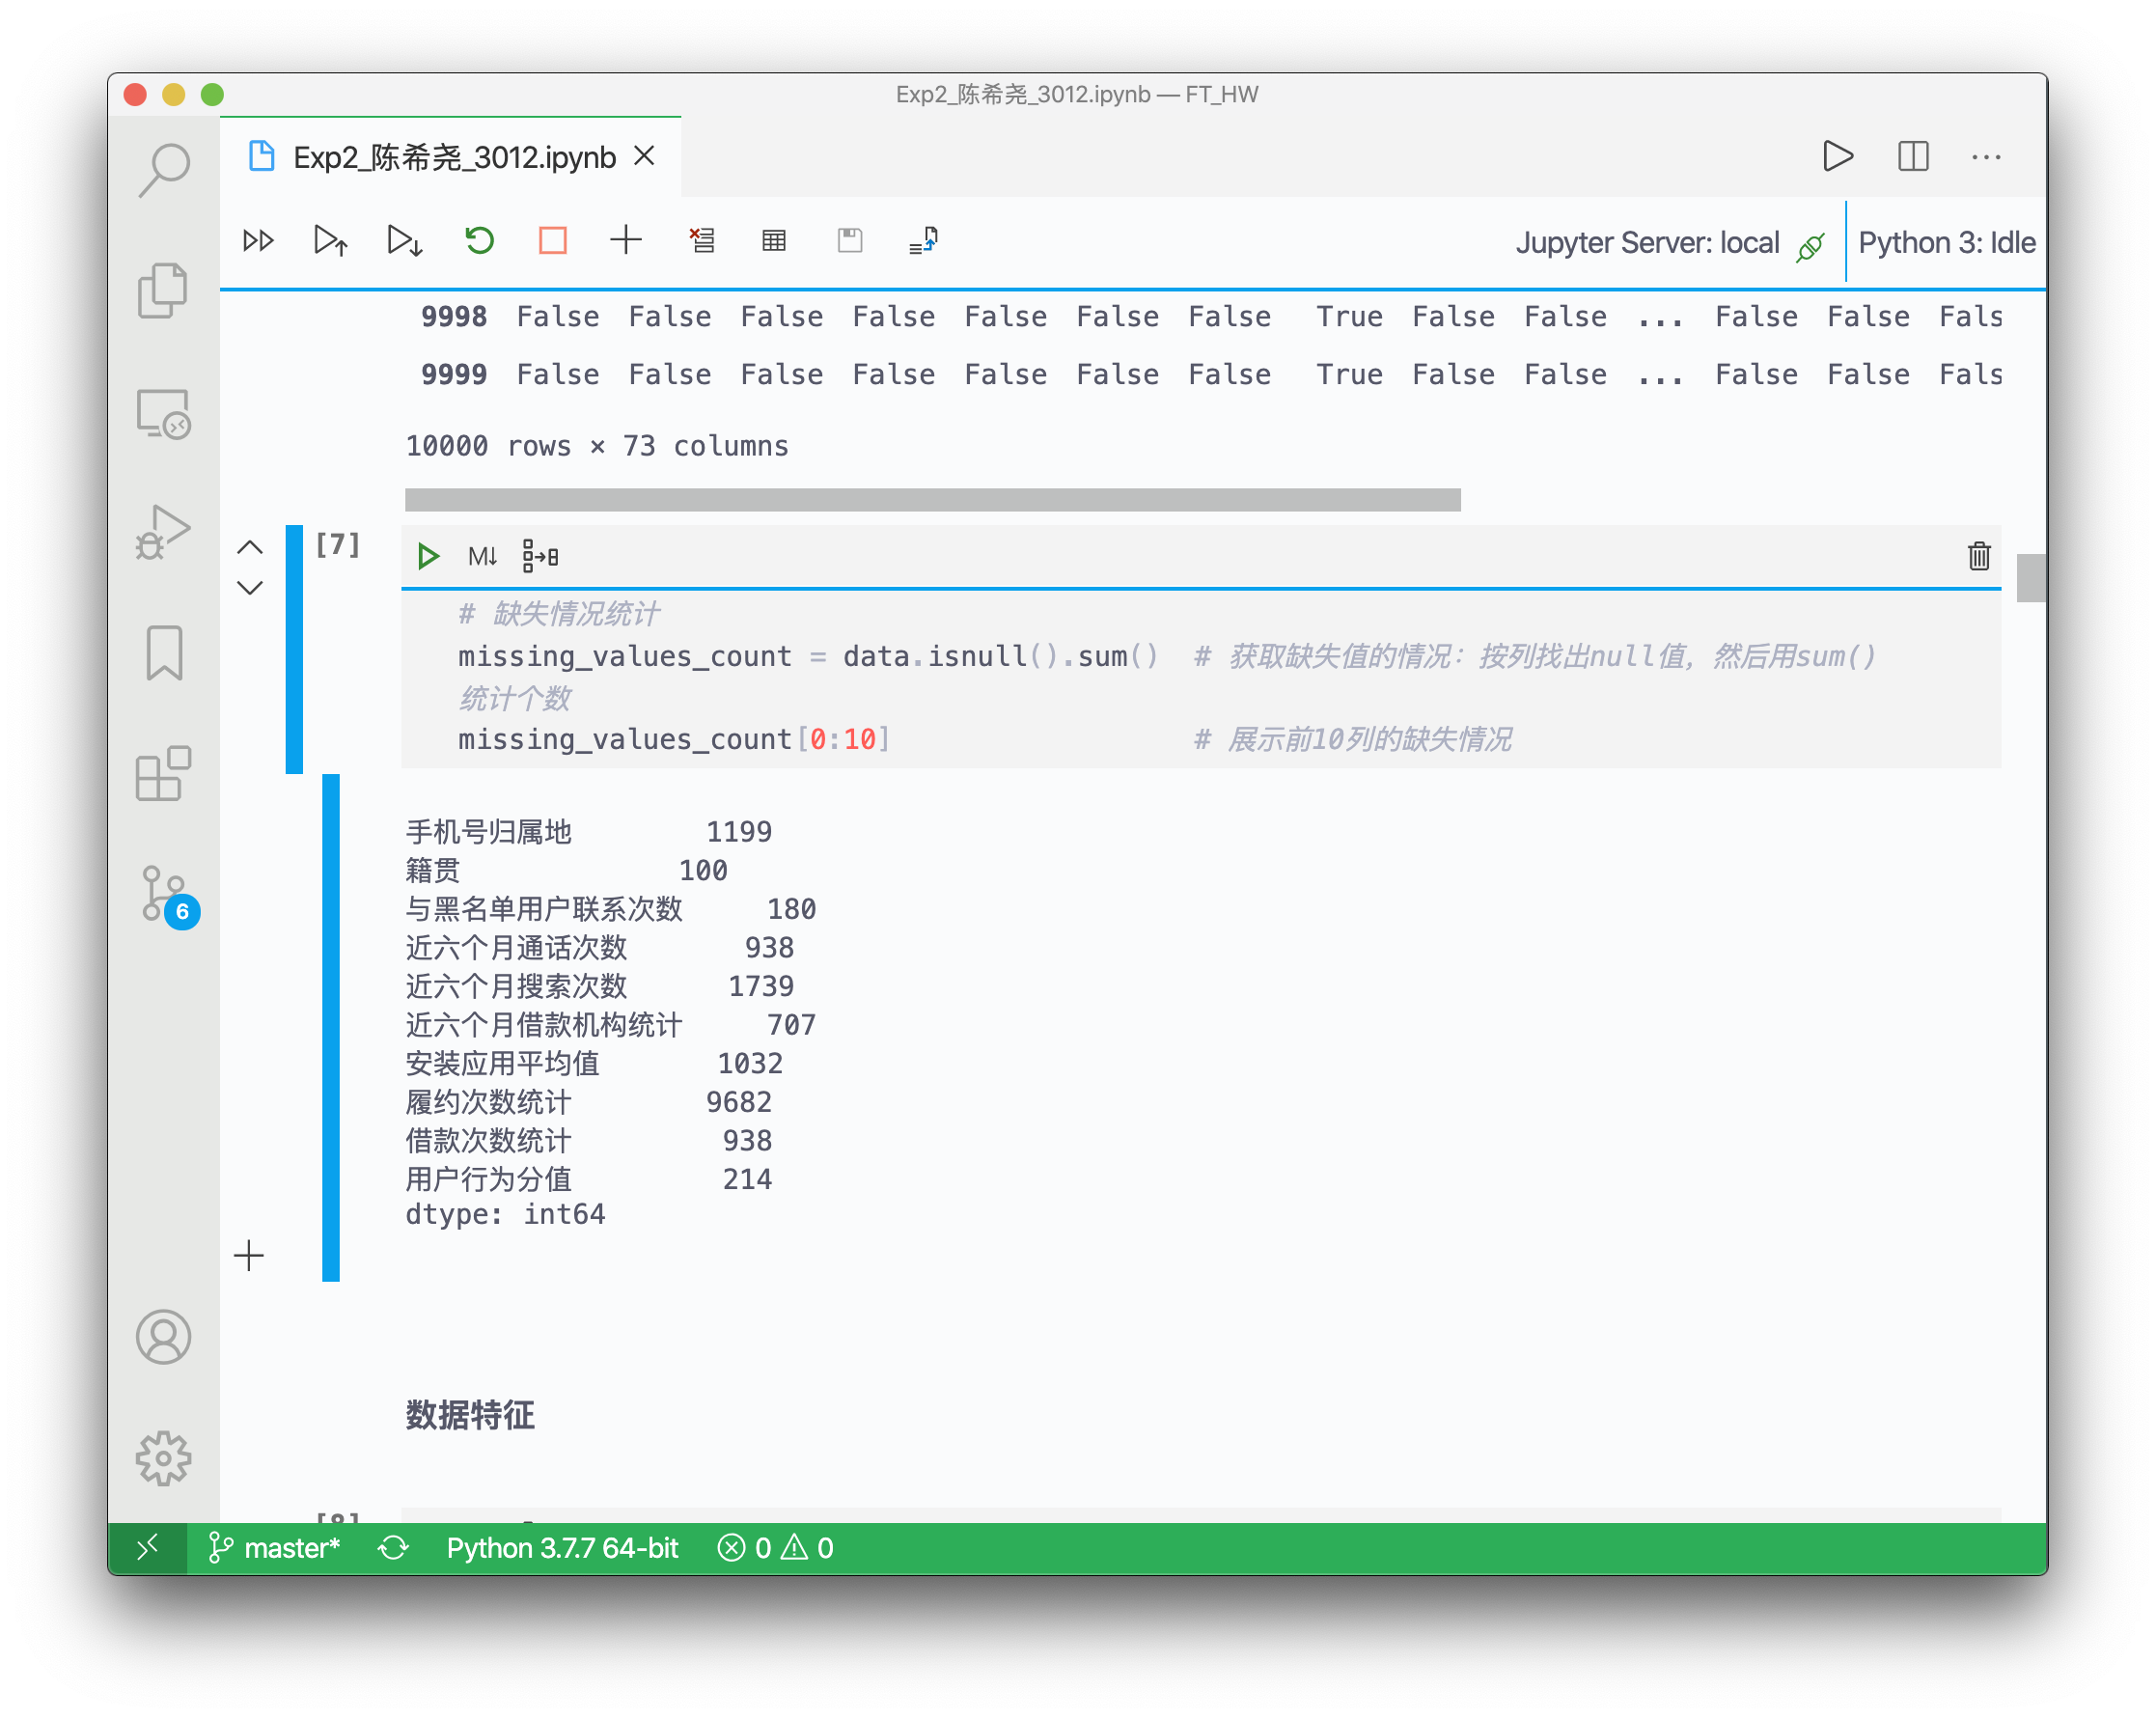 Exp2_陈希尧_3012.ipynb — FT_HW
Exp2_陈希尧_3012.ipynb
Jupyter Server: local Python 3: Idle
9998 False False False False False False False True False False ... False False Fals
9999 False False False False False False False True False False ... False False Fals
10000 rows × 73 columns
[7]
M↓
# 缺失情况统计
missing_values_count = data.isnull().sum() # 获取缺失值的情况：按列找出null值，然后用sum()
统计个数
missing_values_count[0:10] # 展示前10列的缺失情况
手机号归属地 1199
籍贯 100
与黑名单用户联系次数 180
近六个月通话次数 938
近六个月搜索次数 1739
近六个月借款机构统计 707
安装应用平均值 1032
履约次数统计 9682
借款次数统计 938
用户行为分值 214
dtype: int64
6
数据特征
[8]
master* Python 3.7.7 64-bit 0 0